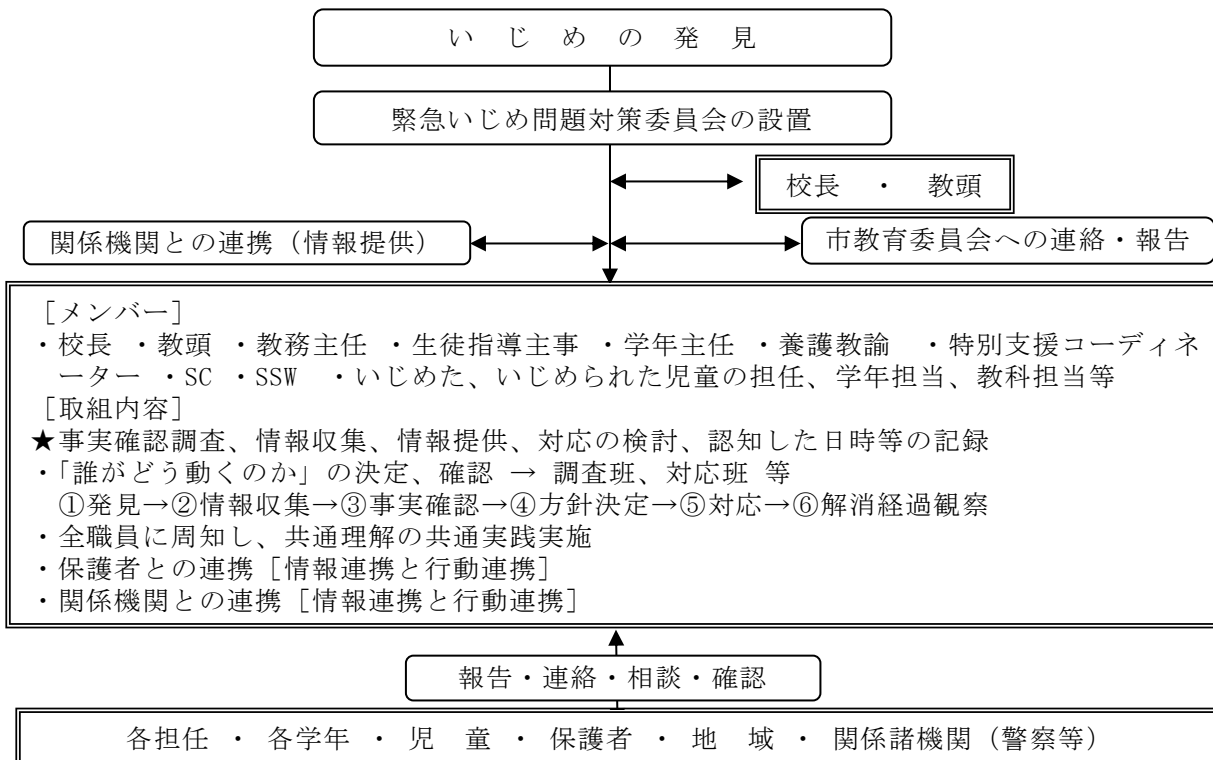 い じ め の 発 見
緊急いじめ問題対策委員会の設置
校長 ・ 教頭
関係機関との連携（情報提供）
市教育委員会への連絡・報告
［メンバー］
・校長 ・教頭 ・教務主任 ・生徒指導主事 ・学年主任 ・養護教諭 ・特別支援コーディネ
ーター ・SC ・SSW ・いじめた、いじめられた児童の担任、学年担当、教科担当等
［取組内容］
★事実確認調査、情報収集、情報提供、対応の検討、認知した日時等の記録
・「誰がどう動くのか」の決定、確認 → 調査班、対応班 等
①発見→②情報収集→③事実確認→④方針決定→⑤対応→⑥解消経過観察
・全職員に周知し、共通理解の共通実践実施
・保護者との連携［情報連携と行動連携］
・関係機関との連携［情報連携と行動連携］
報告・連絡・相談・確認
各担任 ・ 各学年 ・ 児 童 ・ 保護者 ・ 地 域 ・ 関係諸機関（警察等）